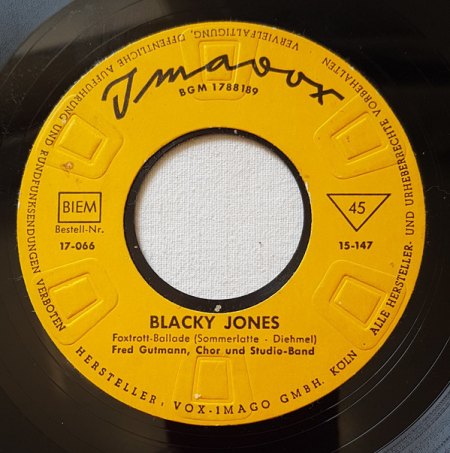 Imavox
BGM 1788189
BIEM
Bestell-Nr.
17-066
45
15-147
BLACKY JONES
Foxtrott-Ballade (Sommerlatte - Diehmel)
Fred Gutmann, Chor und Studio-Band
HERSTELLER, VOX-IMAGO GMBH. KÖLN
ALLE HERSTELLER- UND URHEBERRECHTE VORBEHALTEN
VERVIELFÄLTIGUNG, ÖFFENTLICHE AUFFÜHRUNG UND RUNDFUNKSENDUNGEN VERBOTEN